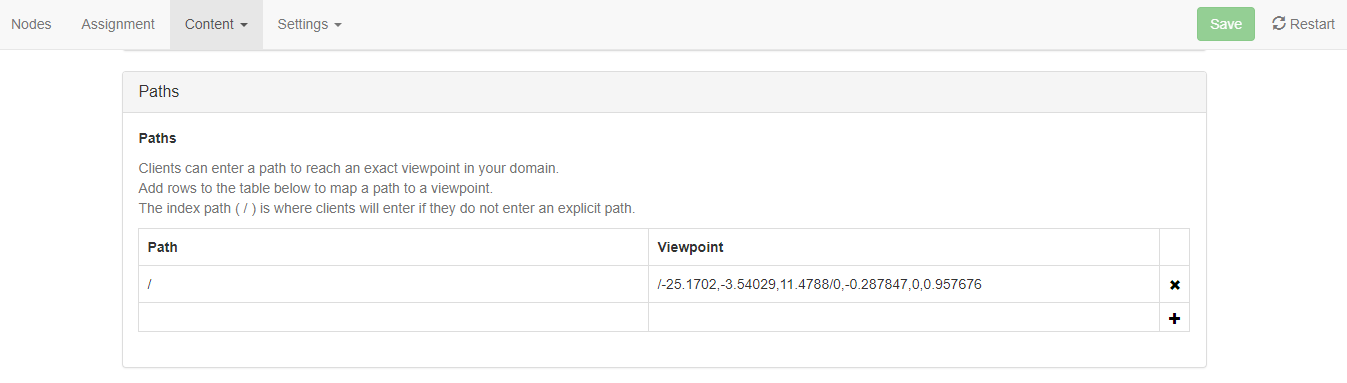 Nodes Assignment Content Settings Save Restart
Paths
Paths
Clients can enter a path to reach an exact viewpoint in your domain.
Add rows to the table below to map a path to a viewpoint.
The index path ( / ) is where clients will enter if they do not enter an explicit path.
Path Viewpoint
/ /-25.1702,-3.54029,11.4788/0,-0.287847,0,0.957676